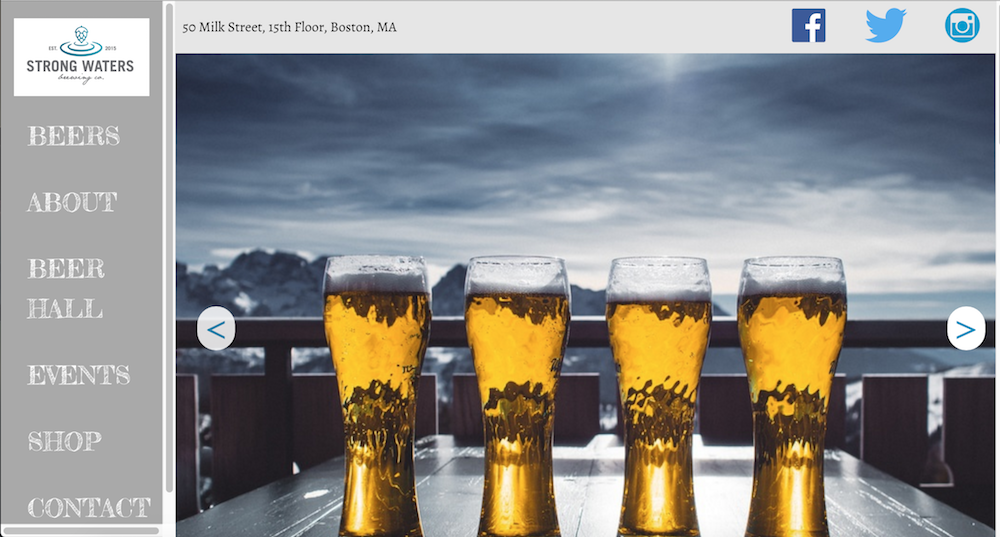 EST. 2015
STRONG WATERS
brewing co.
BEERS
ABOUT
BEER
HALL
EVENTS
SHOP
CONTACT
50 Milk Street, 15th Floor, Boston, MA
< >